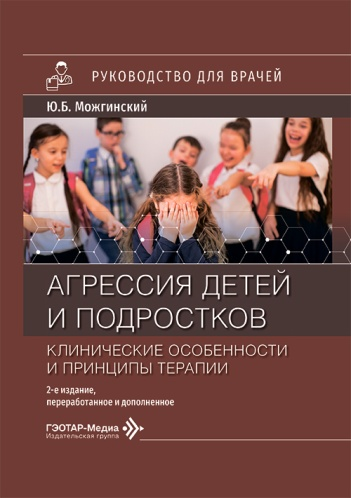 РУКОВОДСТВО ДЛЯ ВРАЧЕЙ
Ю.Б. Можгинский
АГРЕССИЯ ДЕТЕЙ
И ПОДРОСТКОВ
КЛИНИЧЕСКИЕ ОСОБЕННОСТИ
И ПРИНЦИПЫ ТЕРАПИИ
2-е издание,
переработанное и дополненное
ГЭОТАР-Медиа
Издательская группа